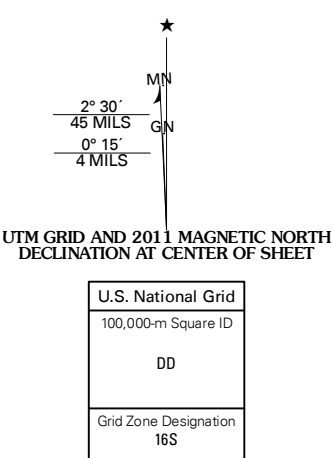 ★
MN
2° 30´
45 MILS
GN
0° 15´
4 MILS
UTM GRID AND 2011 MAGNETIC NORTH
DECLINATION AT CENTER OF SHEET
U.S. National Grid
100,000-m Square ID
DD
Grid Zone Designation
16S